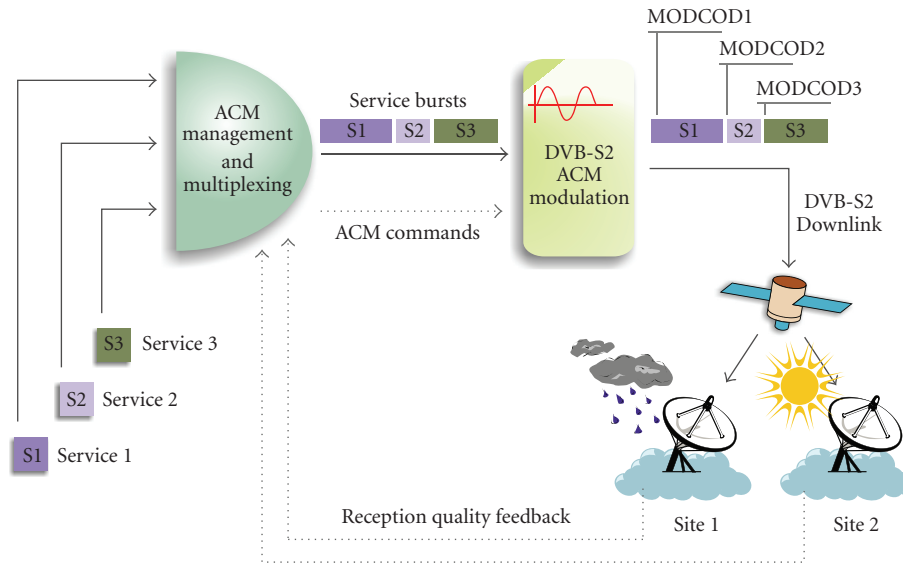 MODCOD1
MODCOD2
MODCOD3
ACM
management
and
multiplexing
Service bursts
S1 S2 S3
DVB-S2
ACM
modulation
S1 S2 S3
ACM commands
DVB-S2
Downlink
S3 Service 3
S2 Service 2
S1 Service 1
Reception quality feedback
Site 1
Site 2